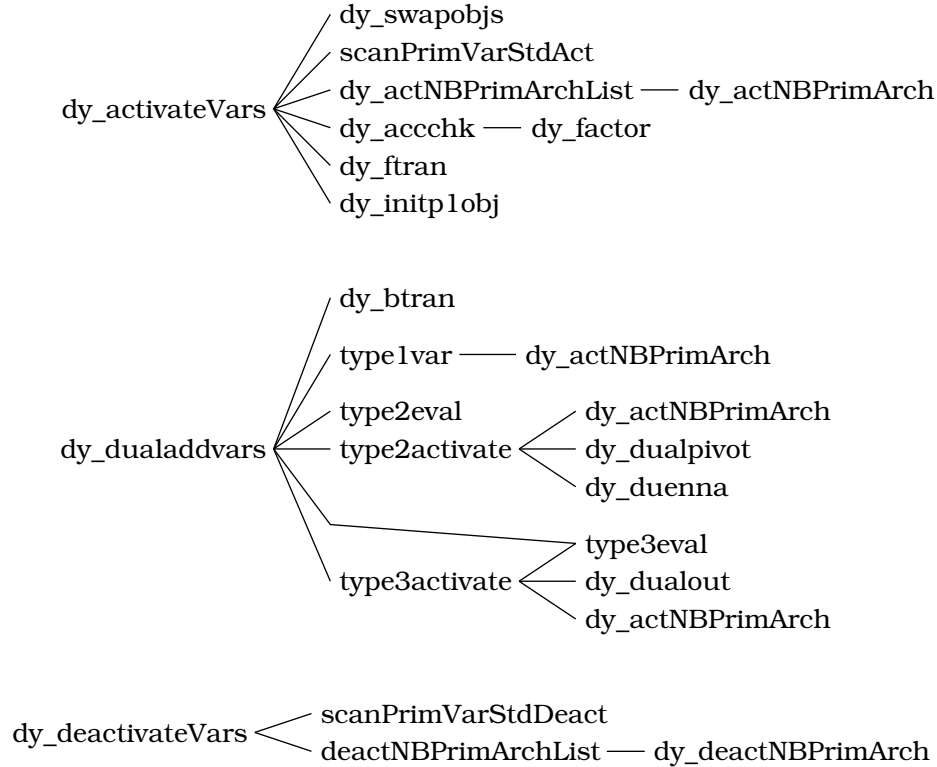 dy_swapobjs
scanPrimVarStdAct
dy_actNBPrimArchList dy_actNBPrimArch
dy_activateVars
dy_accchk dy_factor
dy_ftran
dy_initp1obj
dy_btran
type1var dy_actNBPrimArch
type2eval dy_actNBPrimArch
dy_dualaddvars type2activate dy_dualpivot
dy_duenna
type3eval
type3activate dy_dualout
dy_actNBPrimArch
scanPrimVarStdDeact
dy_deactivateVars
deactNBPrimArchList dy_deactNBPrimArch